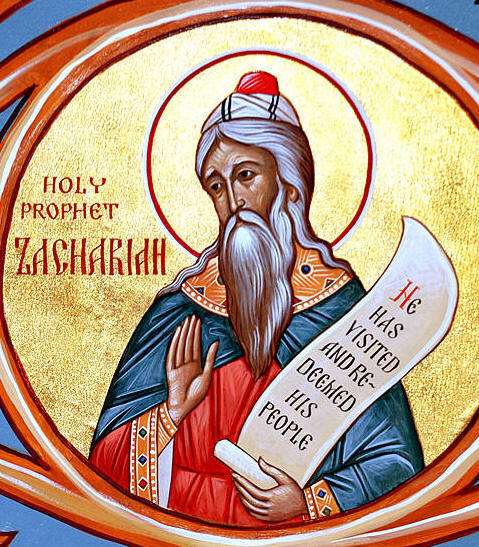 HOLY
PROPHET
ZACHARIAH
HE
HAS
VISITED
AND RE-
DEEMED
HIS
PEOPLE